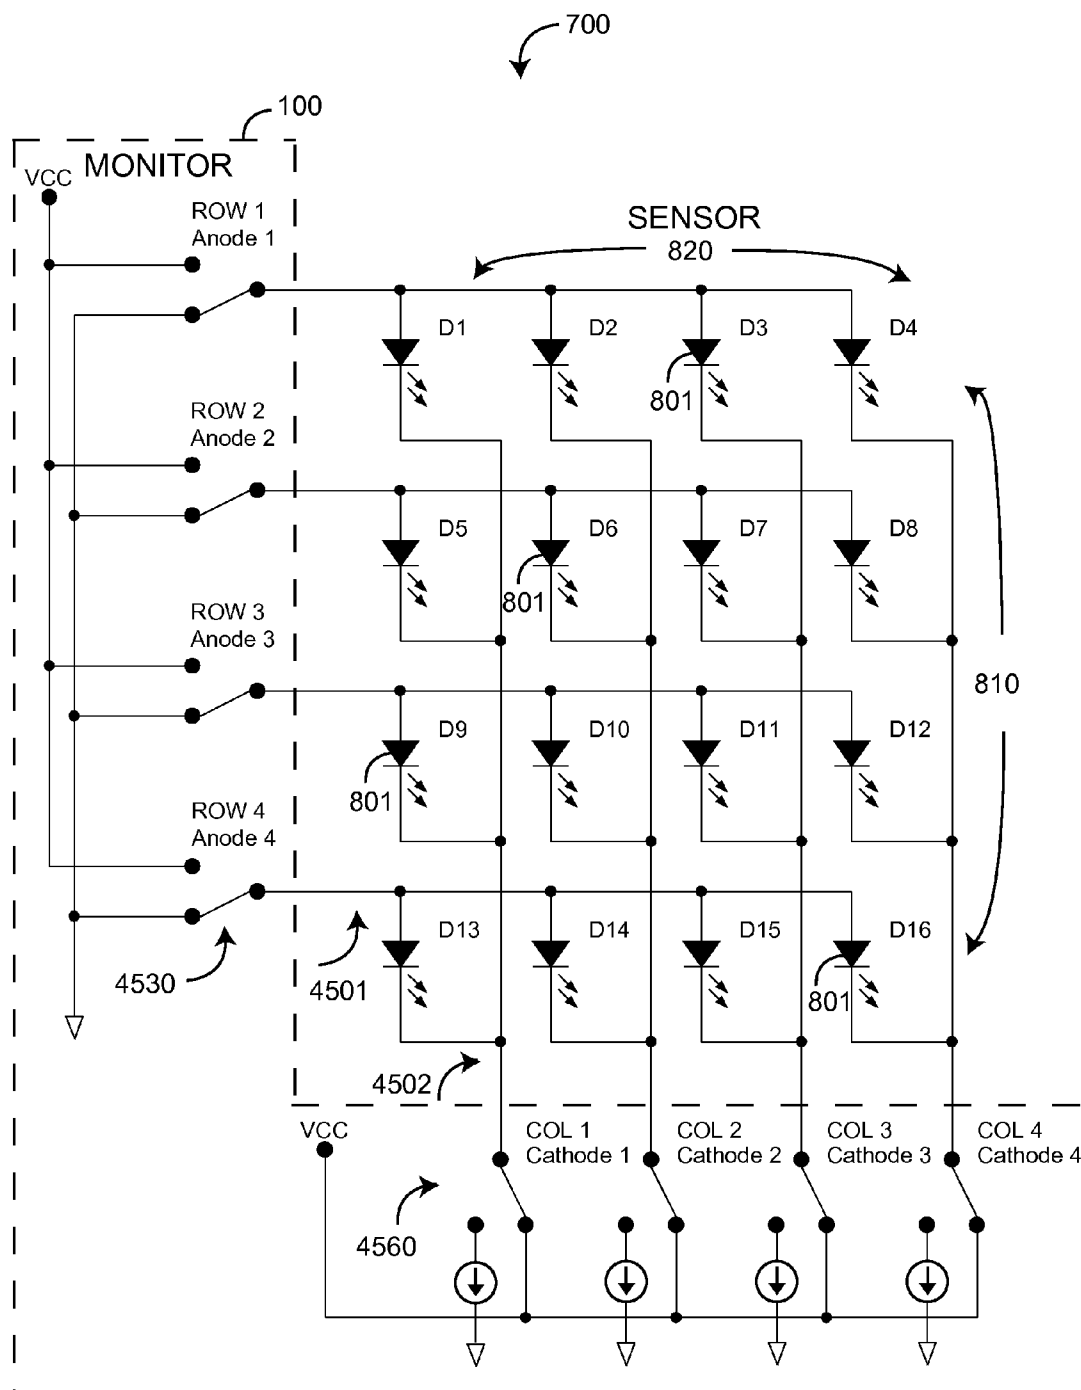 700
100
MONITOR
VCC
ROW 1
Anode 1
SENSOR
820
D1 D2 D3 D4
801
ROW 2
Anode 2
D5 D6 D7 D8
801
ROW 3
Anode 3
810
D9 D10 D11 D12
801
ROW 4
Anode 4
D13 D14 D15 D16
4530
4501
801
4502
VCC
COL 1
Cathode 1
COL 2
Cathode 2
COL 3
Cathode 3
COL 4
Cathode 4
4560